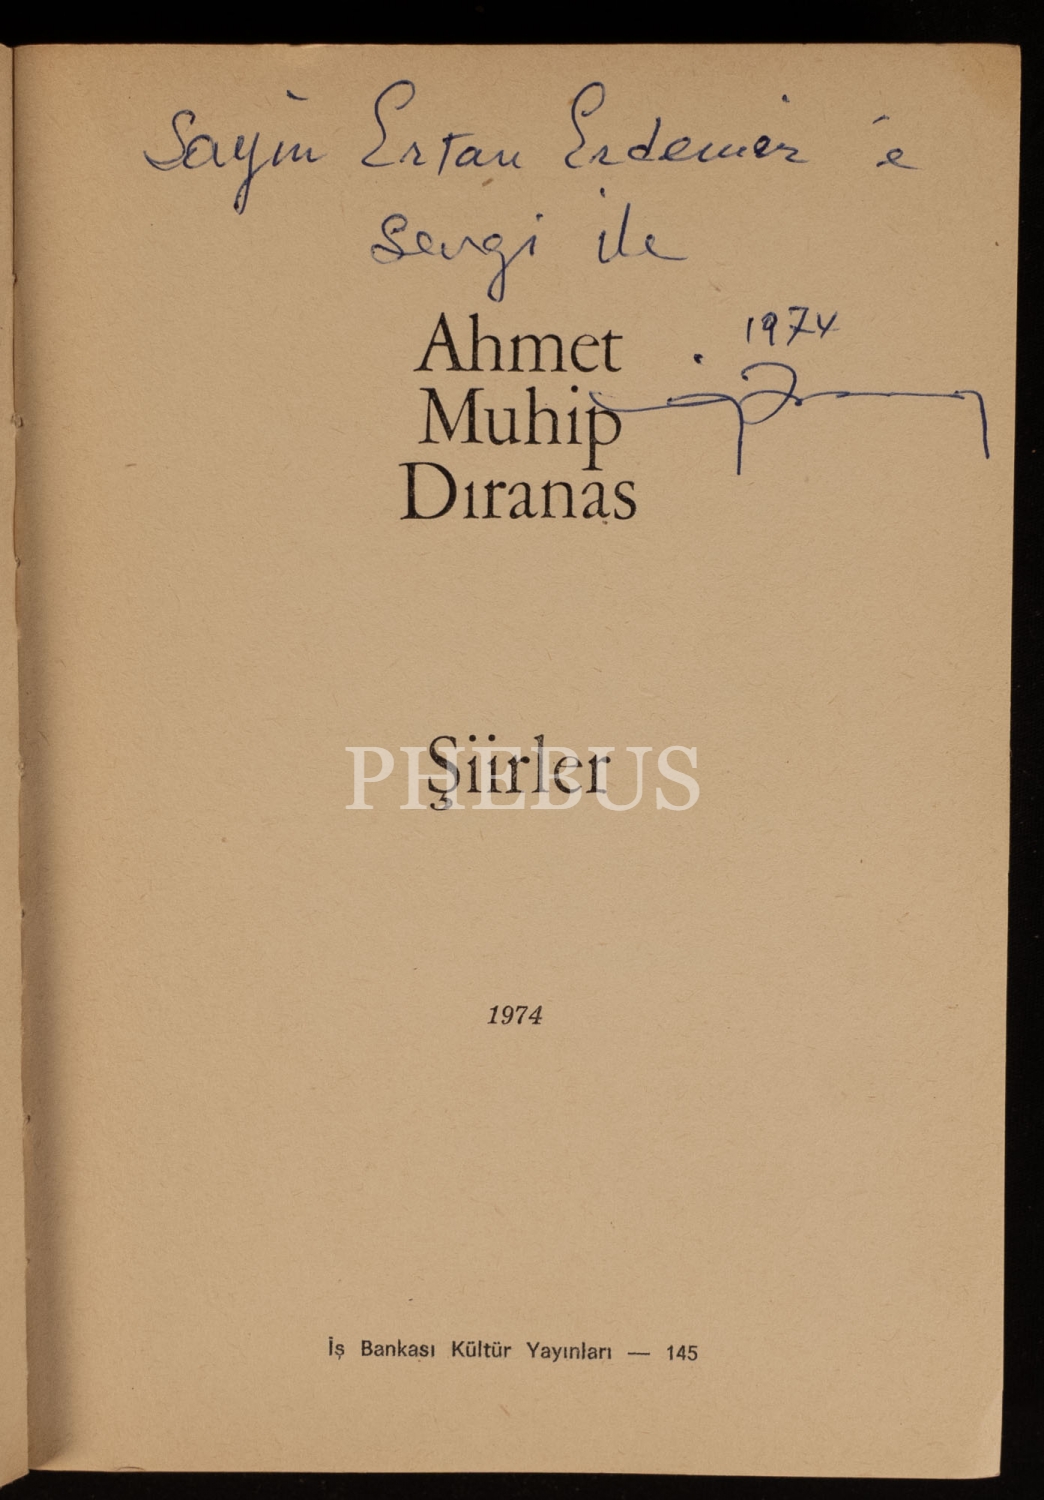 Sayın Ertan Erdemir'e
Sevgi ile
1974
Ahmet
Muhip
Dıranas
Şiirler
PHEBUS
1974
İş Bankası Kültür Yayınları — 145